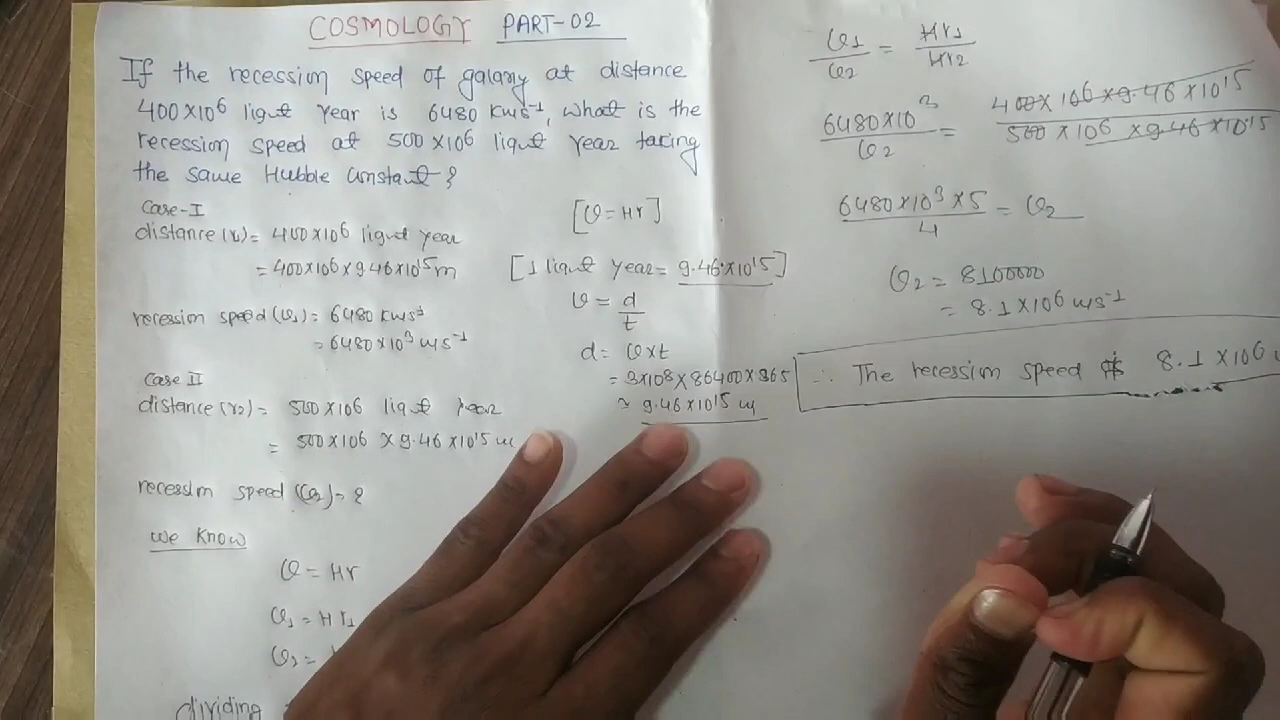 COSMOLOGY PART-02
If the recession speed of galaxy at distance
400×10⁶ light year is 6480 kms⁻¹, what is the
recession speed at 500×10⁶ light year taking
the same Hubble constant?
Case-I
distance (r₁) = 400×10⁶ light year
= 400×10⁶×9.46×10¹⁵m
recession speed (v₁) = 6480 kms⁻¹
= 6480×10³ ms⁻¹
Case II
distance (r₂) = 500×10⁶ light year
= 500×10⁶ ×9.46×10¹⁵m
recession speed (v₂) = ?
we know
v = Hr
v₁ = Hr₁
v₂ =
dividing
[v = Hr]
[1 light year = 9.46×10¹⁵]
v = d/t
d = v×t
= 3×10⁸×86400×365
≈ 9.46×10¹⁵ m
v₁/v₂ = Hr₁/Hr₂
6480×10³/v₂ = 400×10⁶×9.46×10¹⁵/500×10⁶×9.46×10¹⁵
6480×10³×5/4 = v₂
v₂ = 8100000
= 8.1×10⁶ ms⁻¹
∴ The recession speed is 8.1×10⁶